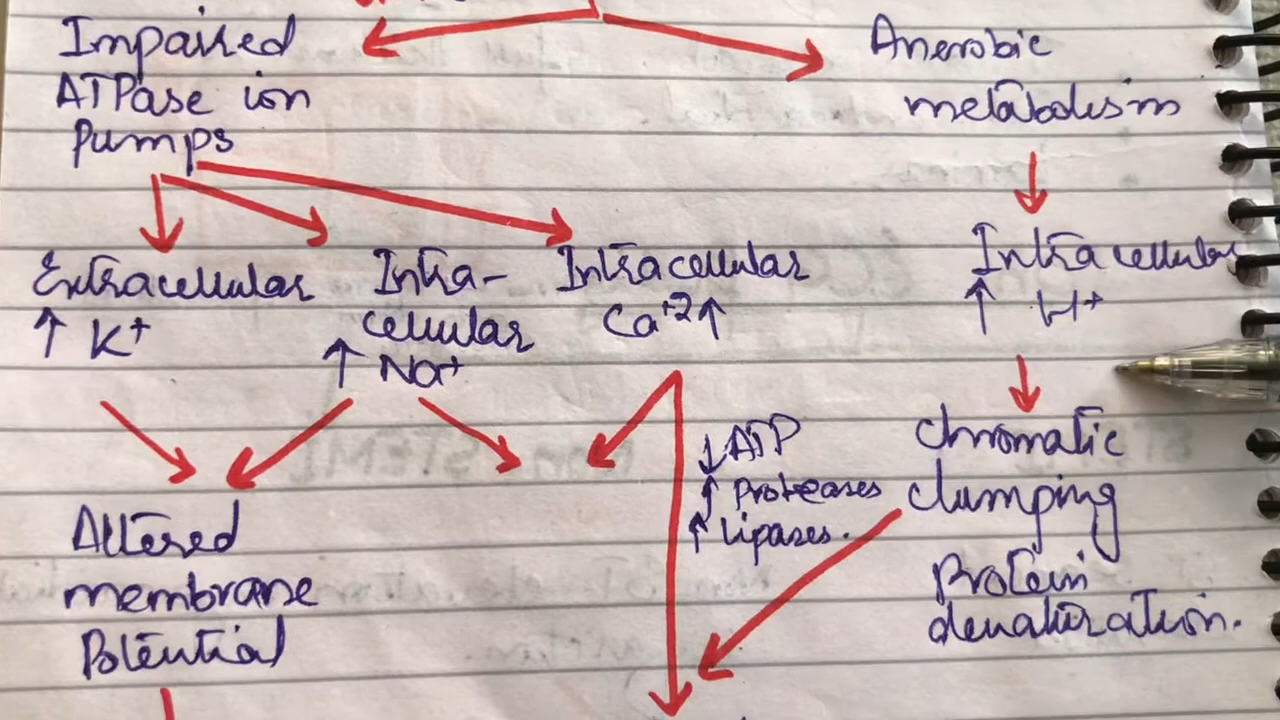 Impaired
ATPase ion
Pumps
Anerobic
metabolism
Extracellular
↑ K+
Intra-
cellular
↑ Na+
Intracellular
Ca+2↑
Intracellular
↑ H+
↓ATP
↑ Proteases
↑ Lipases.
Chromatic
clumping
Protein
denaturation.
Altered
membrane
Potential